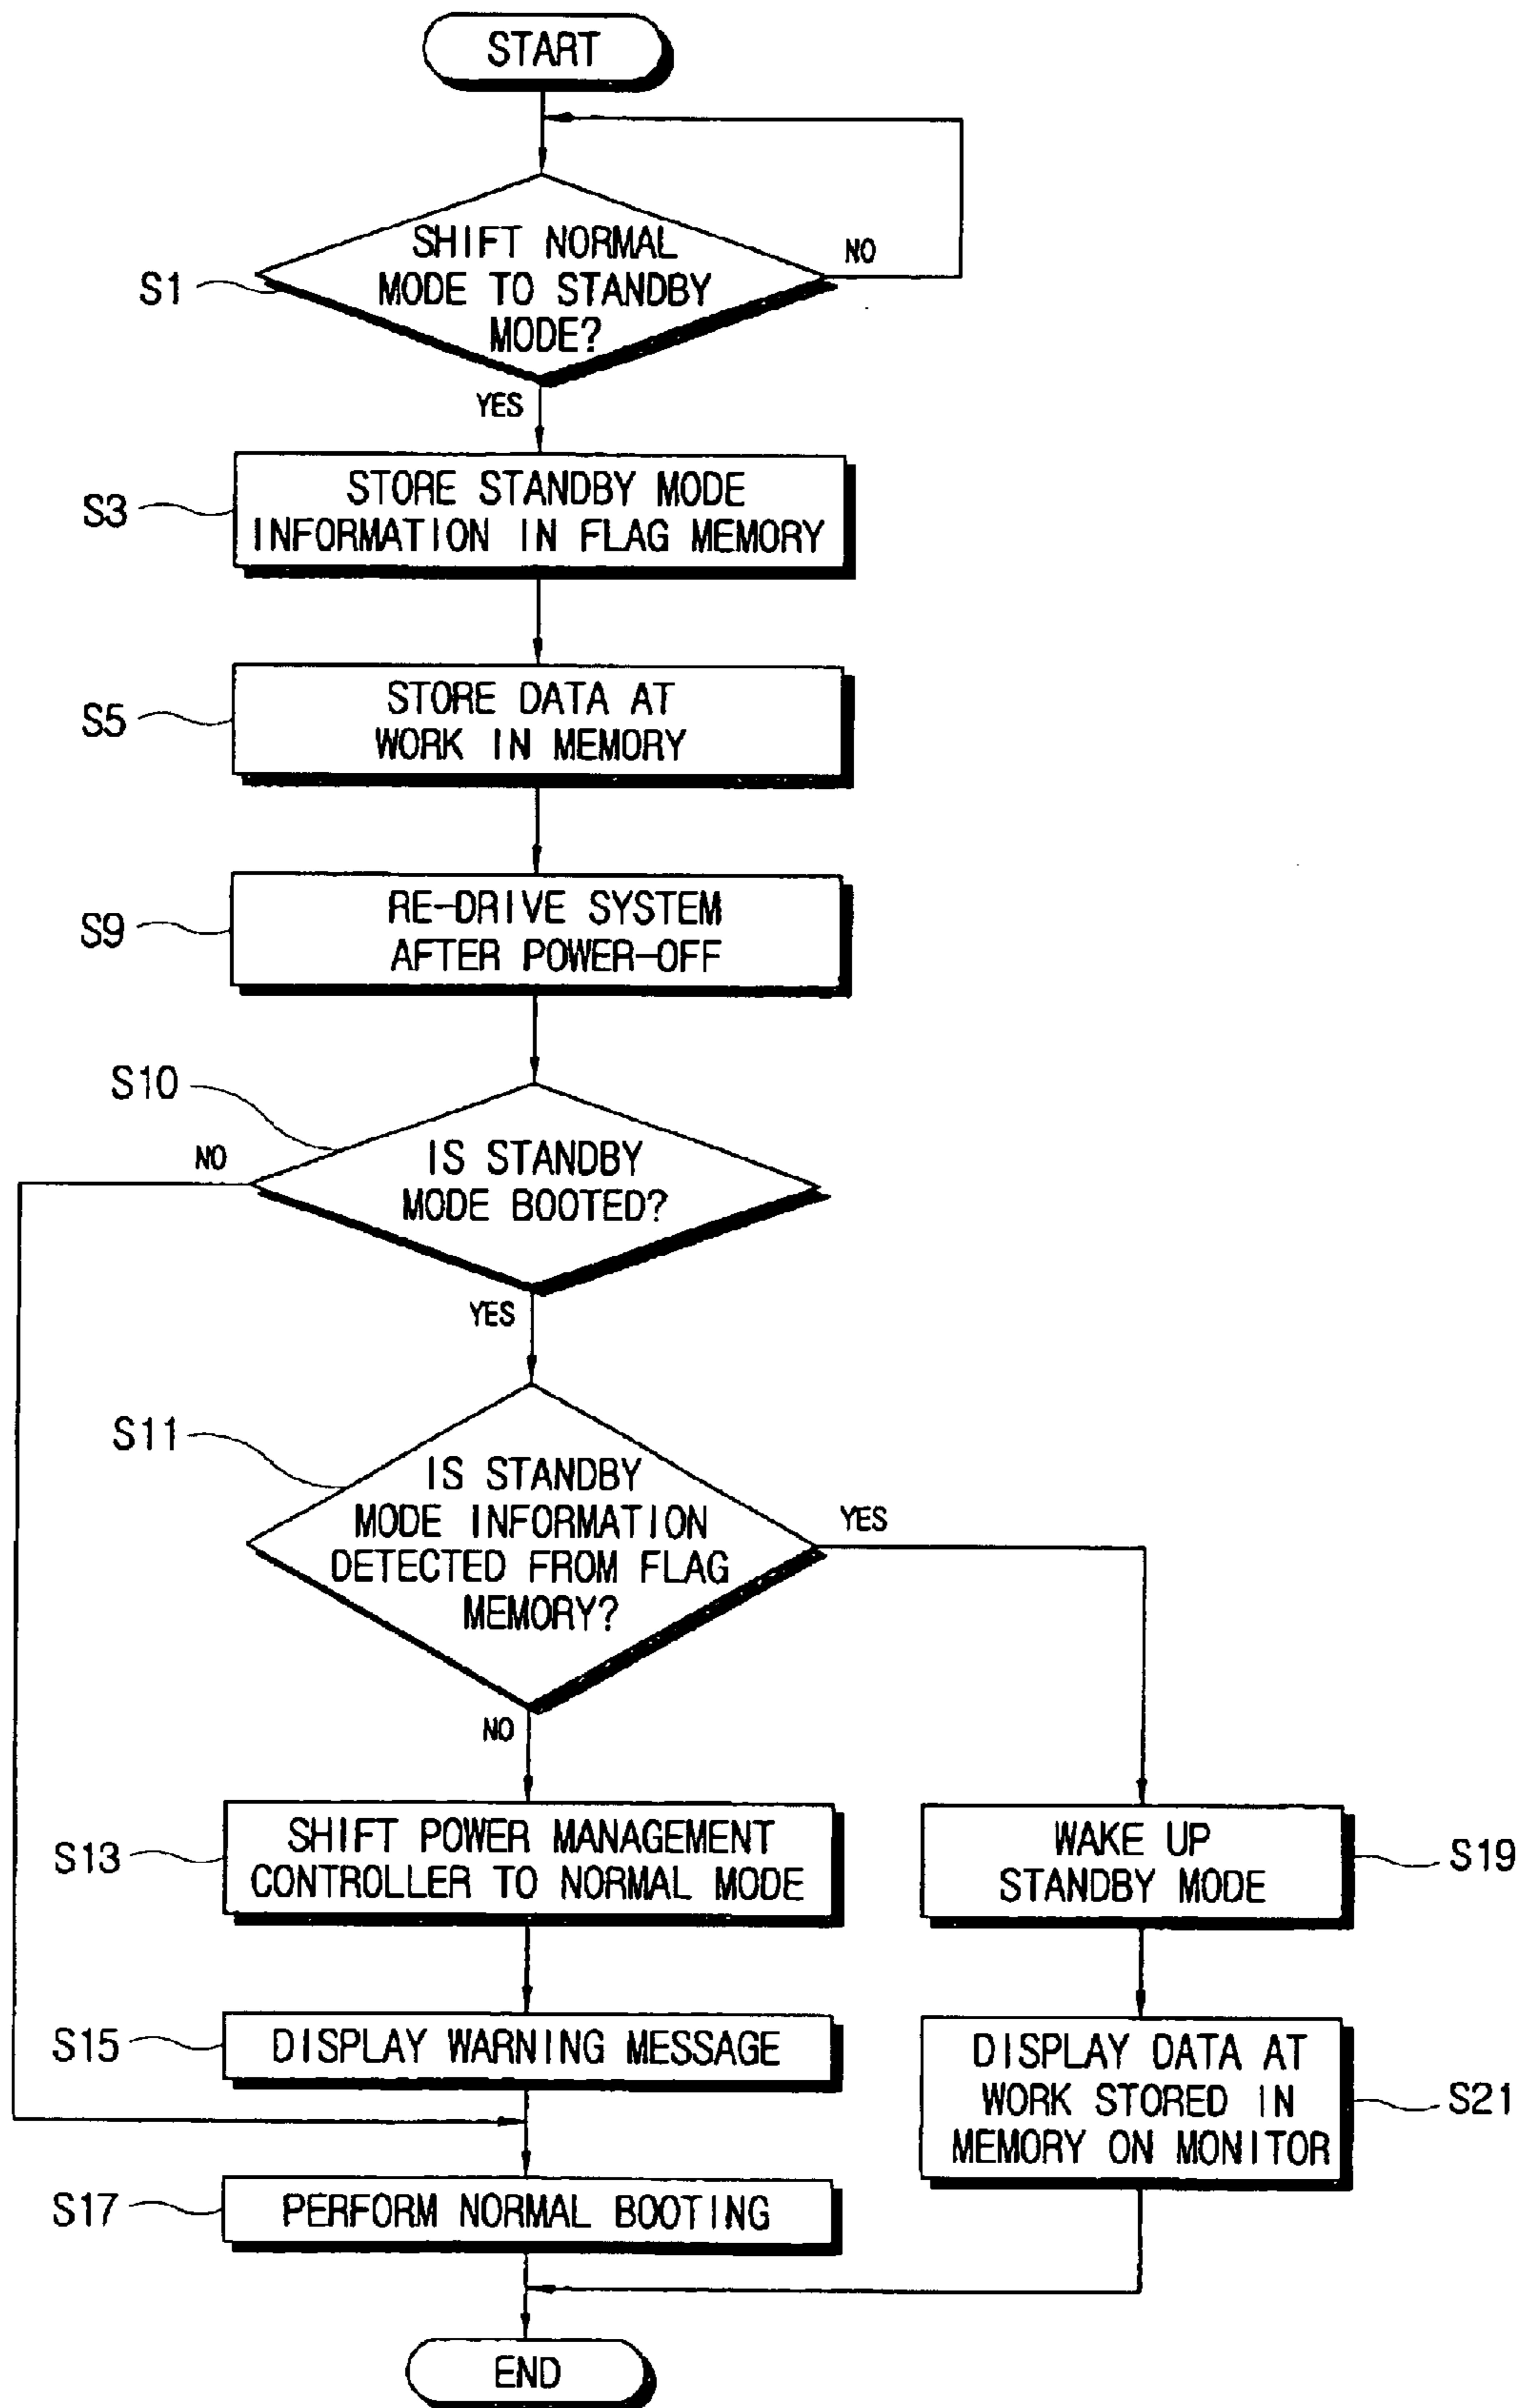 START
SHIFT NORMAL
MODE TO STANDBY
MODE?
NO
S1
YES
STORE STANDBY MODE
INFORMATION IN FLAG MEMORY
S3
STORE DATA AT
WORK IN MEMORY
S5
RE-DRIVE SYSTEM
AFTER POWER-OFF
S9
S10
IS STANDBY
MODE BOOTED?
NO
YES
S11
IS STANDBY
MODE INFORMATION
DETECTED FROM FLAG
MEMORY?
YES
NO
SHIFT POWER MANAGEMENT
CONTROLLER TO NORMAL MODE
S13
WAKE UP
STANDBY MODE
S19
DISPLAY WARNING MESSAGE
S15
DISPLAY DATA AT
WORK STORED IN
MEMORY ON MONITOR
S21
PERFORM NORMAL BOOTING
S17
END